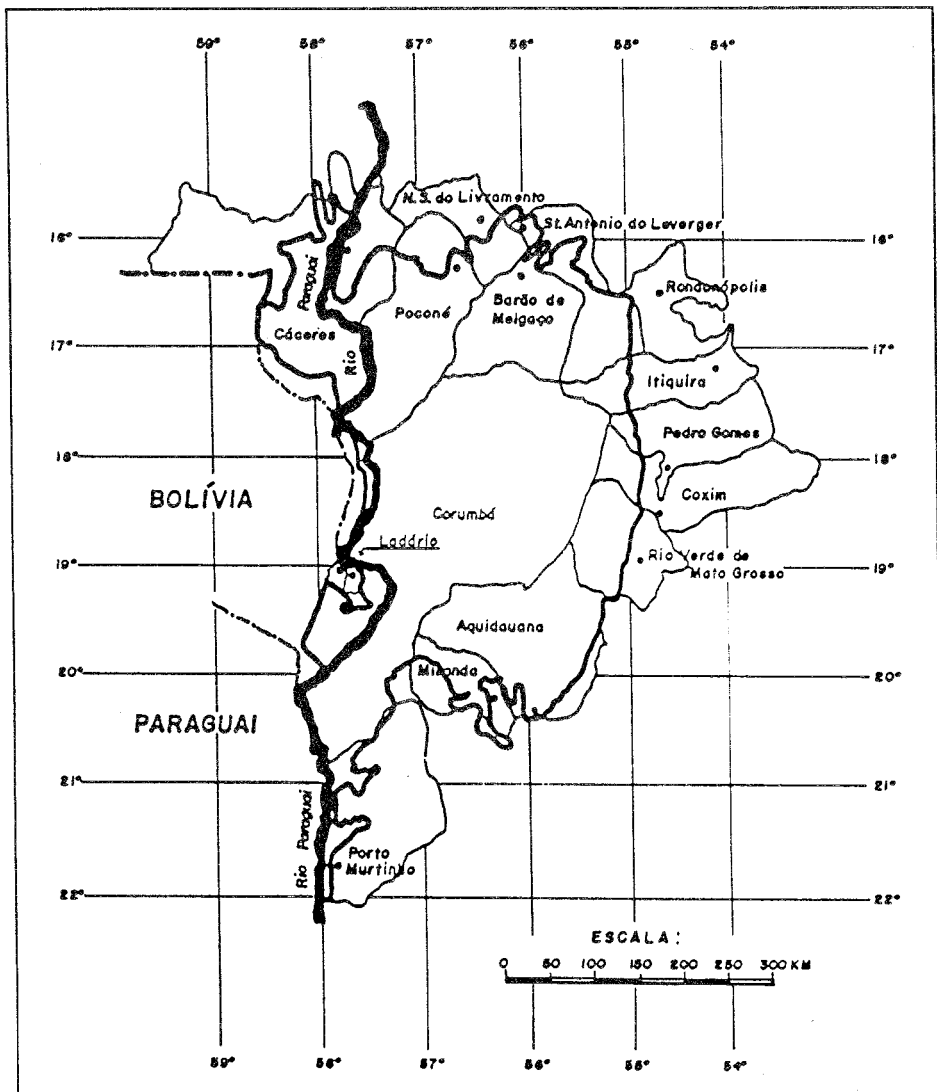 59° 58° 57° 56° 55° 54°
N.S. do Livramento
St. Antonio do Leverger
16° 16°
Paraguai
Rondonópolis
Poconé
Barão de
Melgaço
Cáceres
Rio
17° 17°
Itiquira
Pedro Gomes
18° 18°
BOLÍVIA
Coxim
Corumbá
Ladário
19° 19°
Rio Verde de
Mato Grosso
Aquidauana
Miranda
20° 20°
PARAGUAI
21° 21°
Rio Paraguai
Porto
Murtinho
22° 22°
ESCALA:
0 50 100 150 200 250 300 KM
59° 58° 57° 56° 55° 54°